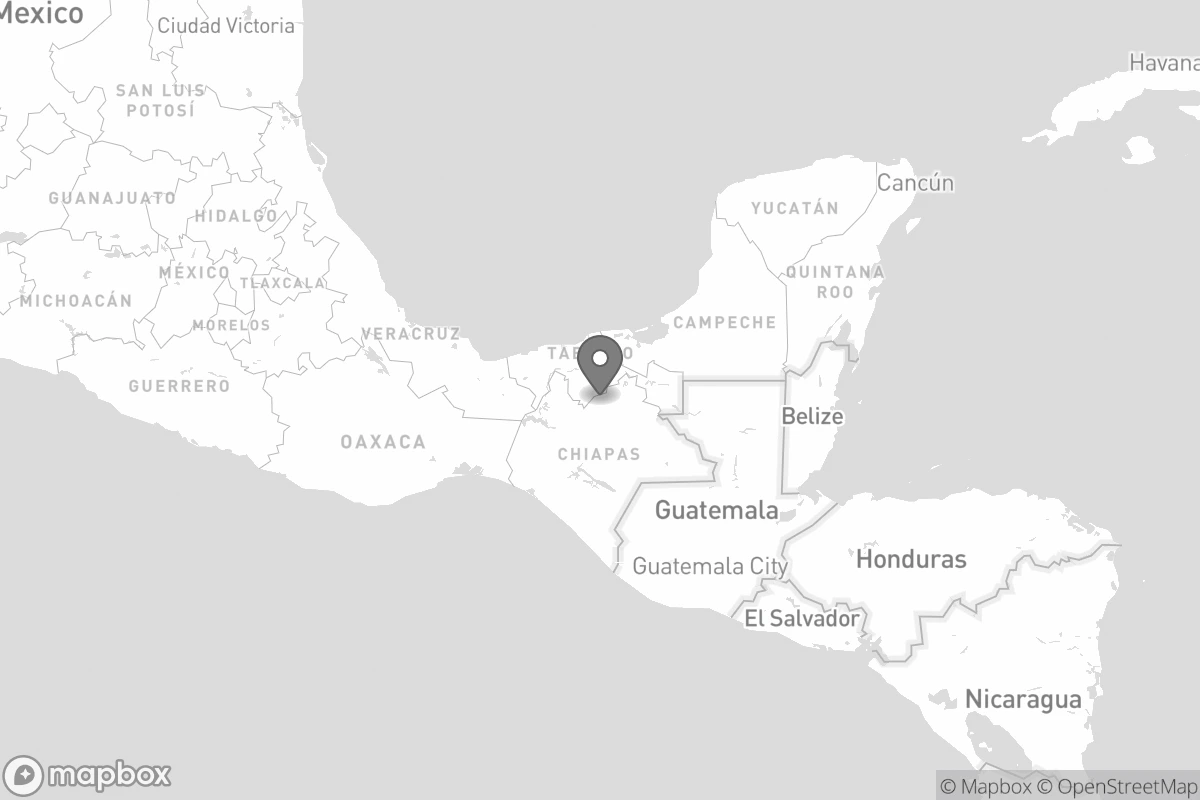 Mexico
Ciudad Victoria
Havana
SAN LUIS
POTOSÍ
Cancún
GUANAJUATO
YUCATÁN
HIDALGO
MÉXICO
TLAXCALA
QUINTANA
ROO
MICHOACÁN
MORELOS
VERACRUZ
CAMPECHE
TAB O
GUERRERO
Belize
OAXACA
CHIAPAS
Guatemala
Honduras
Guatemala City
El Salvador
Nicaragua
mapbox
© Mapbox © OpenStreetMap